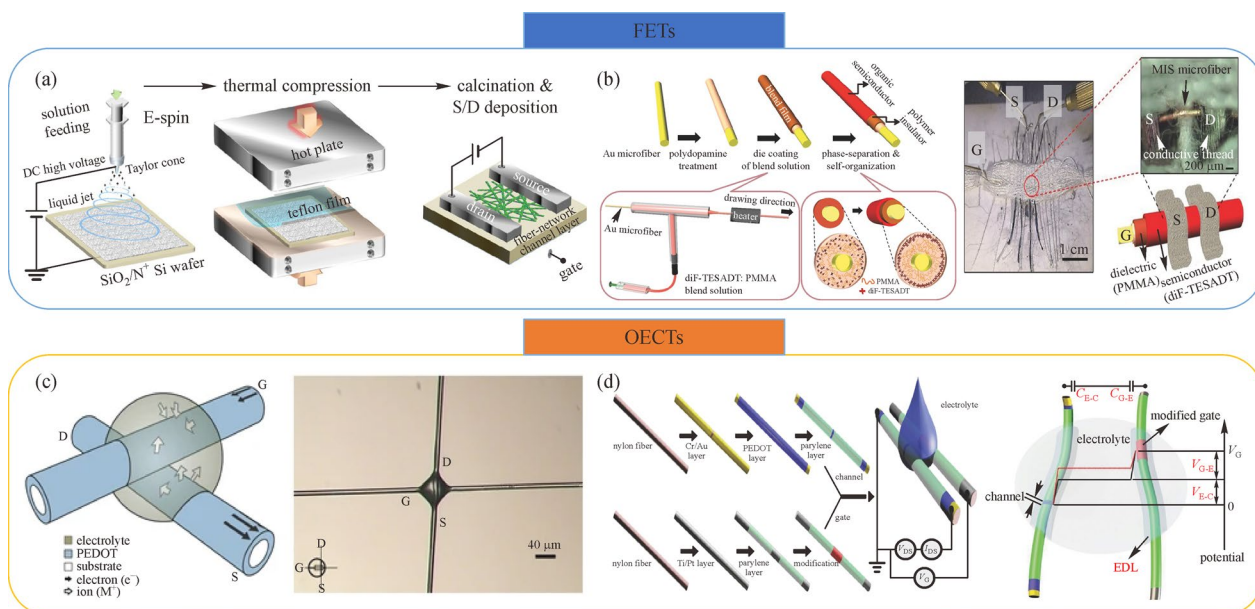 FETs
(a)
thermal compression
calcination &
S/D deposition
solution
feeding
E-spin
DC high voltage
Taylor cone
liquid jet
SiO2/N+ Si wafer
hot plate
teflon film
source
drain
fiber-network
channel layer
gate
(b)
organic
semiconductor
blend film
polymer
insulator
Au microfiber
polydopamine
treatment
die coating
of blend solution
phase-separation &
self-organization
drawing direction
heater
Au microfiber
diF-TESADT: PMMA
blend solution
PMMA
diF-TESADT
S D
G
1 cm
MIS microfiber
S D
conductive thread
200 μm
S D
G
dielectric
(PMMA)
semiconductor
(diF-TESADT)
OECTs
(c)
G
D
S
electrolyte
PEDOT
substrate
electron (e−)
ion (M+)
D
G
S
40 μm
D
G
S
(d)
nylon fiber
Cr/Au
layer
PEDOT
layer
parylene
layer
channel
gate
nylon fiber
Ti/Pt layer
parylene
layer
modification
electrolyte
VDS
IDS
VG
CE-C
CG-E
modified gate
electrolyte
VG
VG-E
VE-C
channel
0
potential
EDL